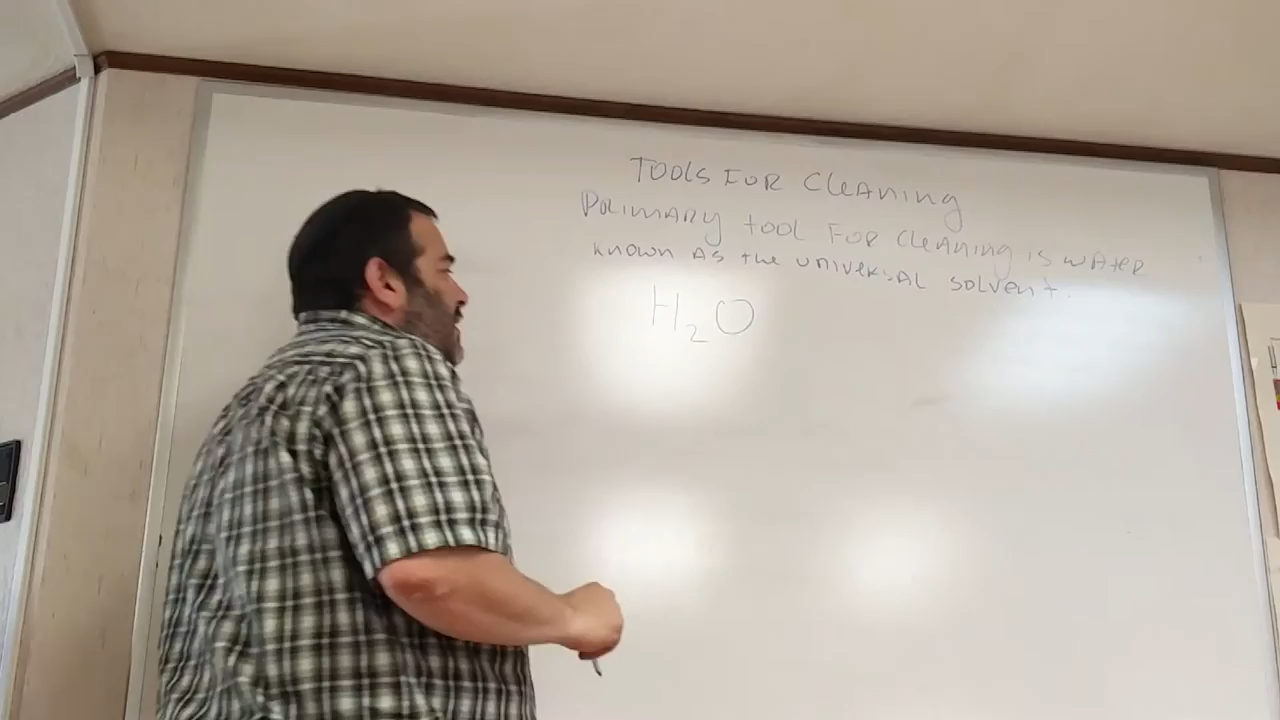 TOOLS FOR CLEANING
PRIMARY tool FOR cleaning is WATER
known AS the UNIVERSAL SOLVENT.
H₂O